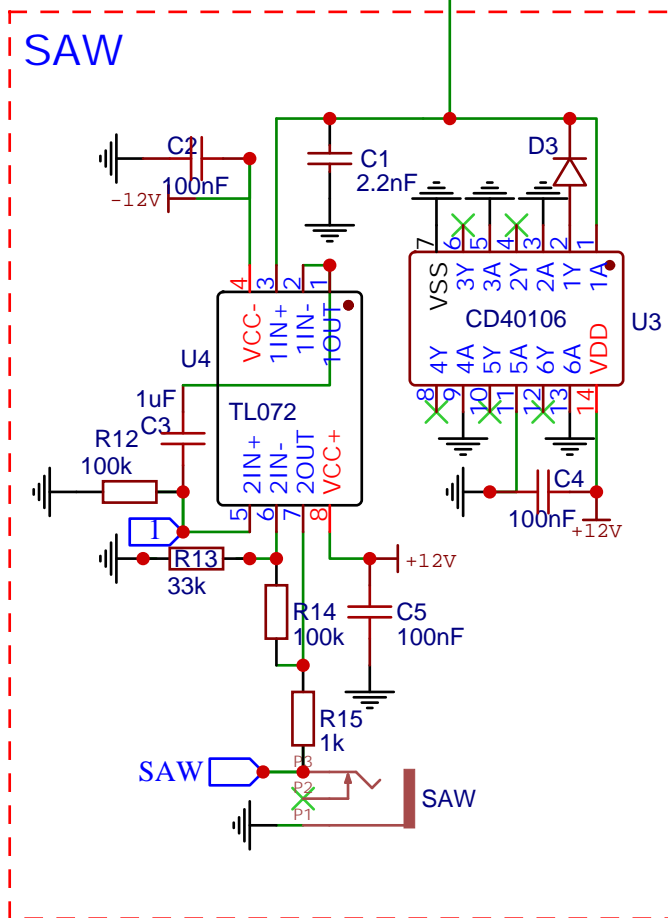 SAW
C2
100nF
-12V
C1
2.2nF
D3
4
3
2
1
VCC-
1IN+
1IN-
1OUT
U4
TL072
2IN+
2IN-
2OUT
VCC+
5
6
7
8
7
6
5
4
3
2
1
VSS
3Y
3A
2Y
2A
1Y
1A
CD40106
U3
4Y
4A
5Y
5A
6Y
6A
VDD
8
9
10
11
12
13
14
1uF
C3
R12
100k
1
R13
33k
R14
100k
C4
100nF
+12V
+12V
C5
100nF
R15
1k
SAW
P3
P2
P1
SAW